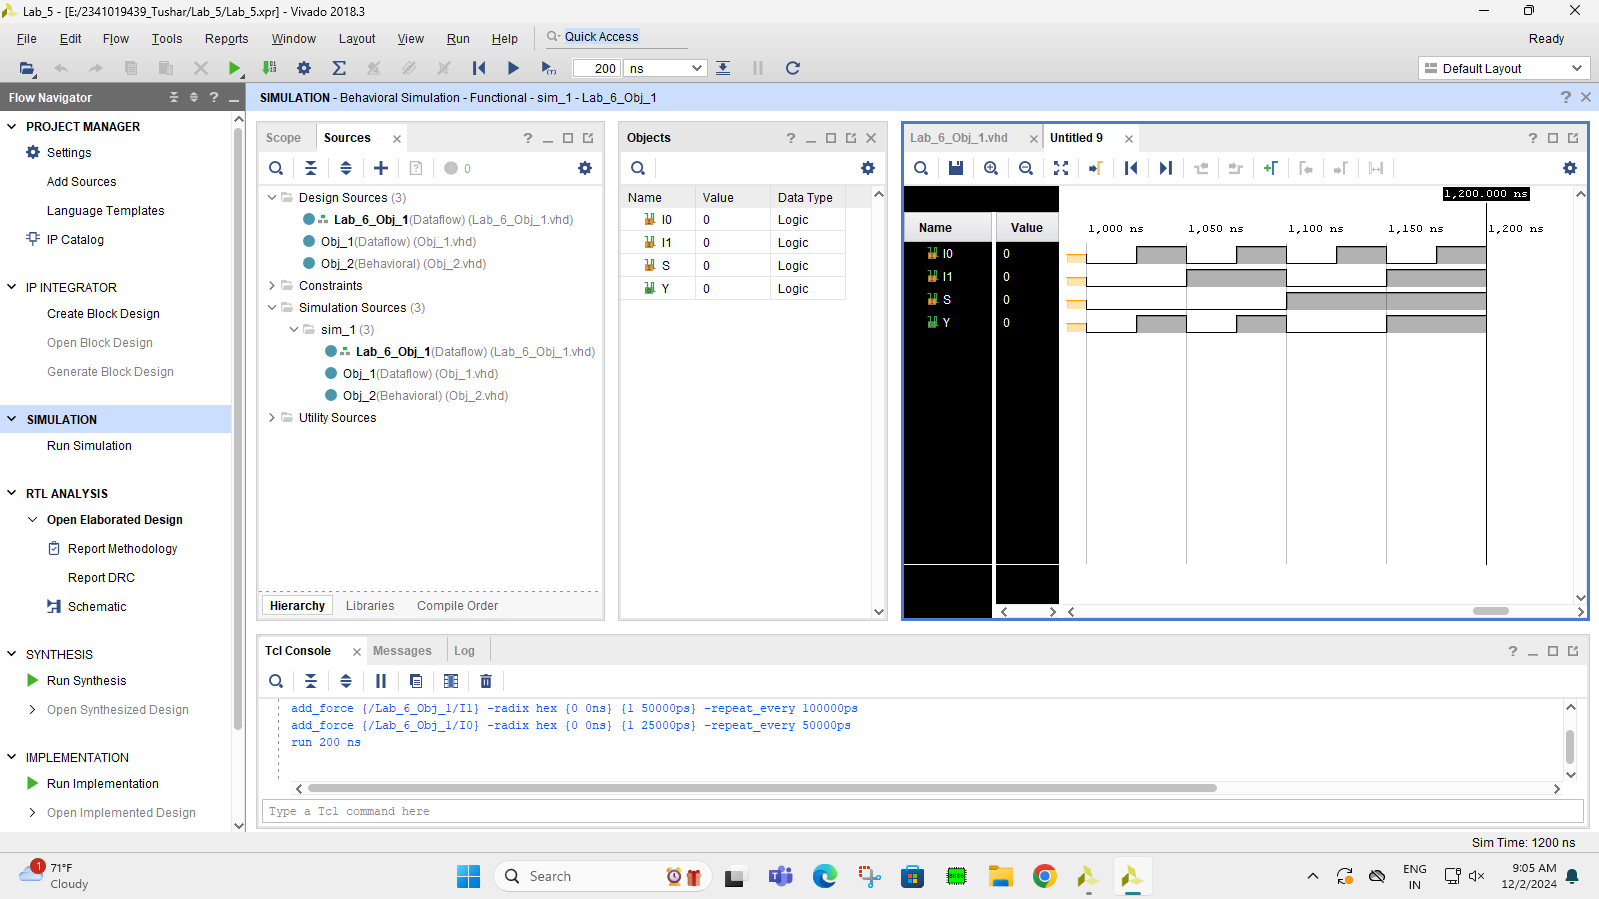 Lab_5 - [E:/2341019439_Tushar/Lab_5/Lab_5.xpr] - Vivado 2018.3
File Edit Flow Tools Reports Window Layout View Run Help Quick Access Ready
200 ns Default Layout
Flow Navigator
SIMULATION - Behavioral Simulation - Functional - sim_1 - Lab_6_Obj_1
PROJECT MANAGER
Settings
Add Sources
Language Templates
IP Catalog
IP INTEGRATOR
Create Block Design
Open Block Design
Generate Block Design
SIMULATION
Run Simulation
RTL ANALYSIS
Open Elaborated Design
Report Methodology
Report DRC
Schematic
SYNTHESIS
Run Synthesis
Open Synthesized Design
IMPLEMENTATION
Run Implementation
Open Implemented Design
Scope Sources
0
Design Sources (3)
Lab_6_Obj_1(Dataflow) (Lab_6_Obj_1.vhd)
Obj_1(Dataflow) (Obj_1.vhd)
Obj_2(Behavioral) (Obj_2.vhd)
Constraints
Simulation Sources (3)
sim_1 (3)
Lab_6_Obj_1(Dataflow) (Lab_6_Obj_1.vhd)
Obj_1(Dataflow) (Obj_1.vhd)
Obj_2(Behavioral) (Obj_2.vhd)
Utility Sources
Hierarchy Libraries Compile Order
Objects
Name Value Data Type
I0 0 Logic
I1 0 Logic
S 0 Logic
Y 0 Logic
Lab_6_Obj_1.vhd Untitled 9
1,200.000 ns
Name Value 1,000 ns 1,050 ns 1,100 ns 1,150 ns 1,200 ns
I0 0
I1 0
S 0
Y 0
Tcl Console Messages Log
add_force {/Lab_6_Obj_1/I1} -radix hex {0 0ns} {1 50000ps} -repeat_every 100000ps
add_force {/Lab_6_Obj_1/I0} -radix hex {0 0ns} {1 25000ps} -repeat_every 50000ps
run 200 ns
Type a Tcl command here
Sim Time: 1200 ns
1
71°F
Cloudy
Search
8086
ENG
IN
9:05 AM
12/2/2024